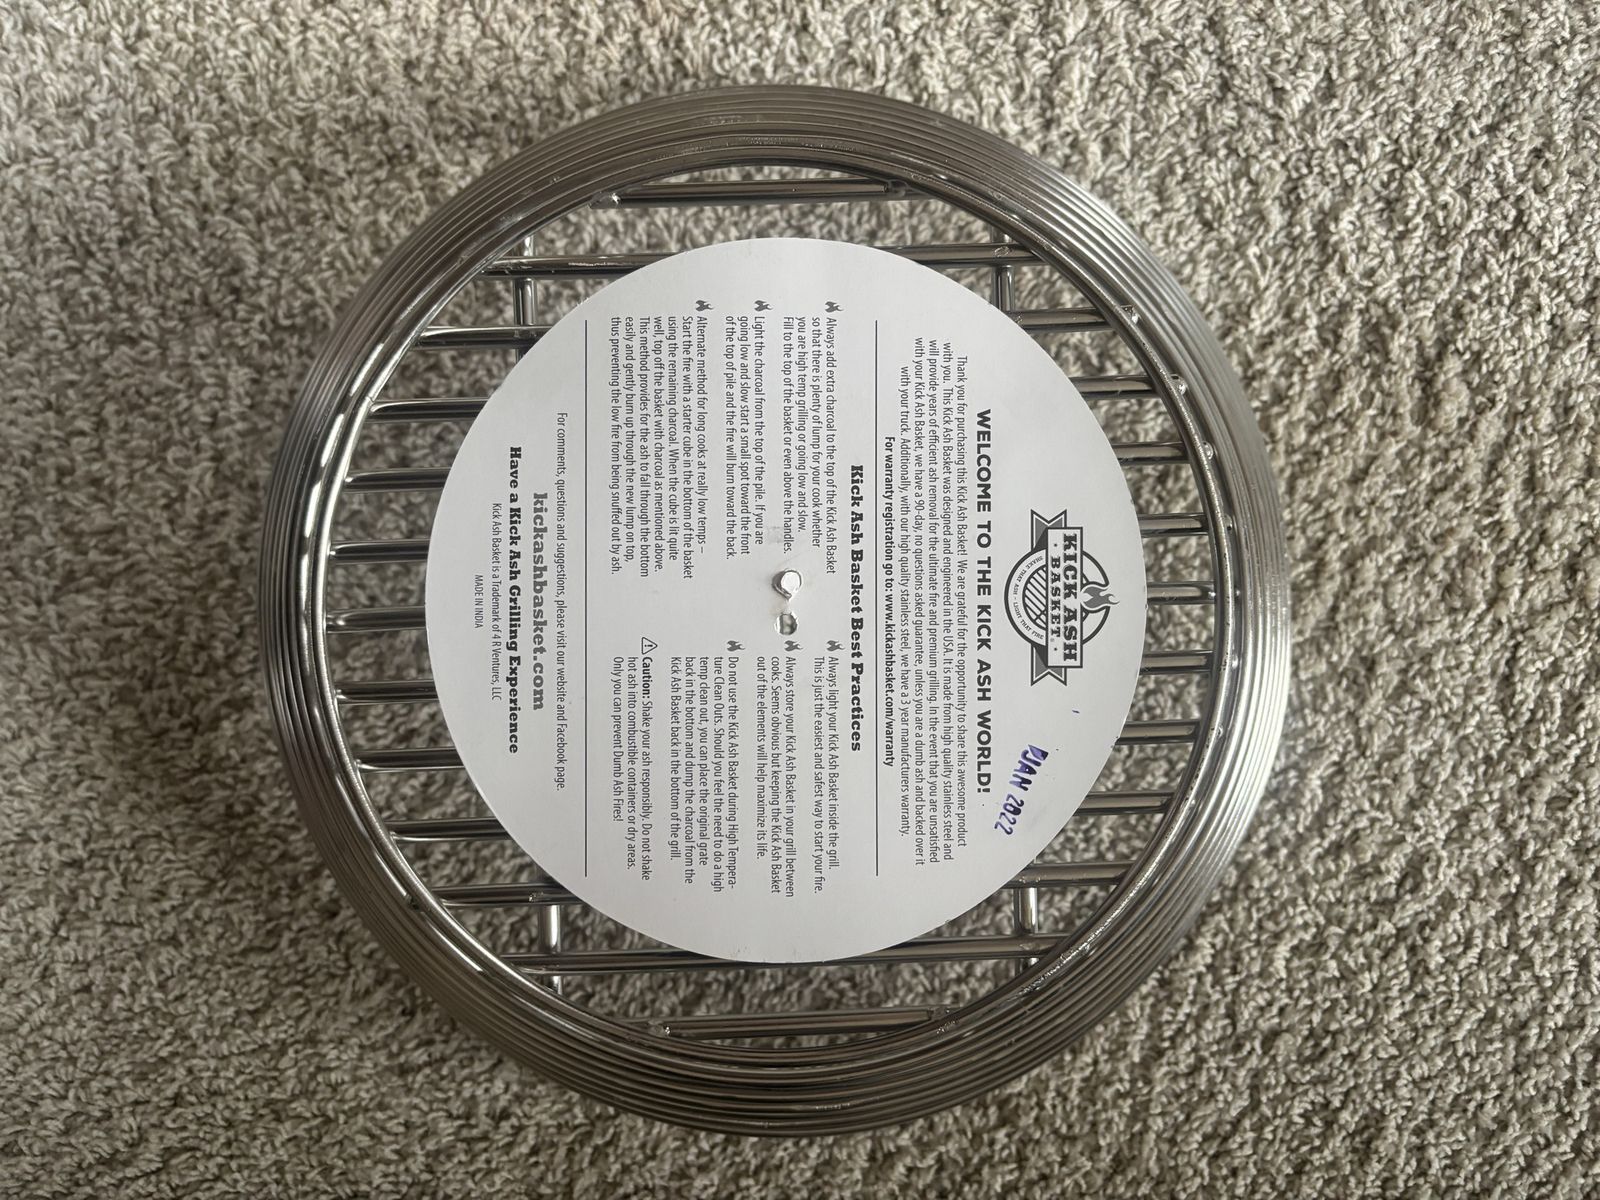 KICK ASH
BASKET
SHAKE THAT ASH - LIGHT THAT FIRE
JAN 2022
WELCOME TO THE KICK ASH WORLD!
Thank you for purchasing this Kick Ash Basket! We are grateful for the opportunity to share this awesome product
with you. This Kick Ash Basket was designed and engineered in the USA. It is made from high quality stainless steel and
will provide years of efficient ash removal for the ultimate fire and premium grilling. In the event that you are unsatisfied
with your Kick Ash Basket, we have a 90-day, no questions asked guarantee, unless you are a dumb ash and backed over it
with your truck. Additionally, with our high quality stainless steel, we have a 3 year manufacturers warranty.
For warranty registration go to: www.kickashbasket.com/warranty
Kick Ash Basket Best Practices
Always add extra charcoal to the top of the Kick Ash Basket
so that there is plenty of lump for your cook whether
you are high temp grilling or going low and slow.
Fill to the top of the basket or even above the handles.
Light the charcoal from the top of the pile. If you are
going low and slow start a small spot toward the front
of the top of pile and the fire will burn toward the back.
Alternate method for long cooks at really low temps –
Start the fire with a starter cube in the bottom of the basket
using the remaining charcoal. When the cube is lit quite
well, top off the basket with charcoal as mentioned above.
This method provides for the ash to fall through the bottom
easily and gently burn up through the new lump on top,
thus preventing the low fire from being snuffed out by ash.
Always light your Kick Ash Basket inside the grill.
This is just the easiest and safest way to start your fire.
Always store your Kick Ash Basket in your grill between
cooks. Seems obvious but keeping the Kick Ash Basket
out of the elements will help maximize its life.
Do not use the Kick Ash Basket during High Tempera-
ture Clean Outs. Should you feel the need to do a high
temp clean out, you can place the original grate
back in the bottom and dump the charcoal from the
Kick Ash Basket back in the bottom of the grill.
Caution: Shake your ash responsibly. Do not shake
hot ash into combustible containers or dry areas.
Only you can prevent Dumb Ash Fires!
For comments, questions and suggestions, please visit our website and Facebook page.
kickashbasket.com
Have a Kick Ash Grilling Experience
Kick Ash Basket is a Trademark of 4 R Ventures, LLC
MADE IN INDIA